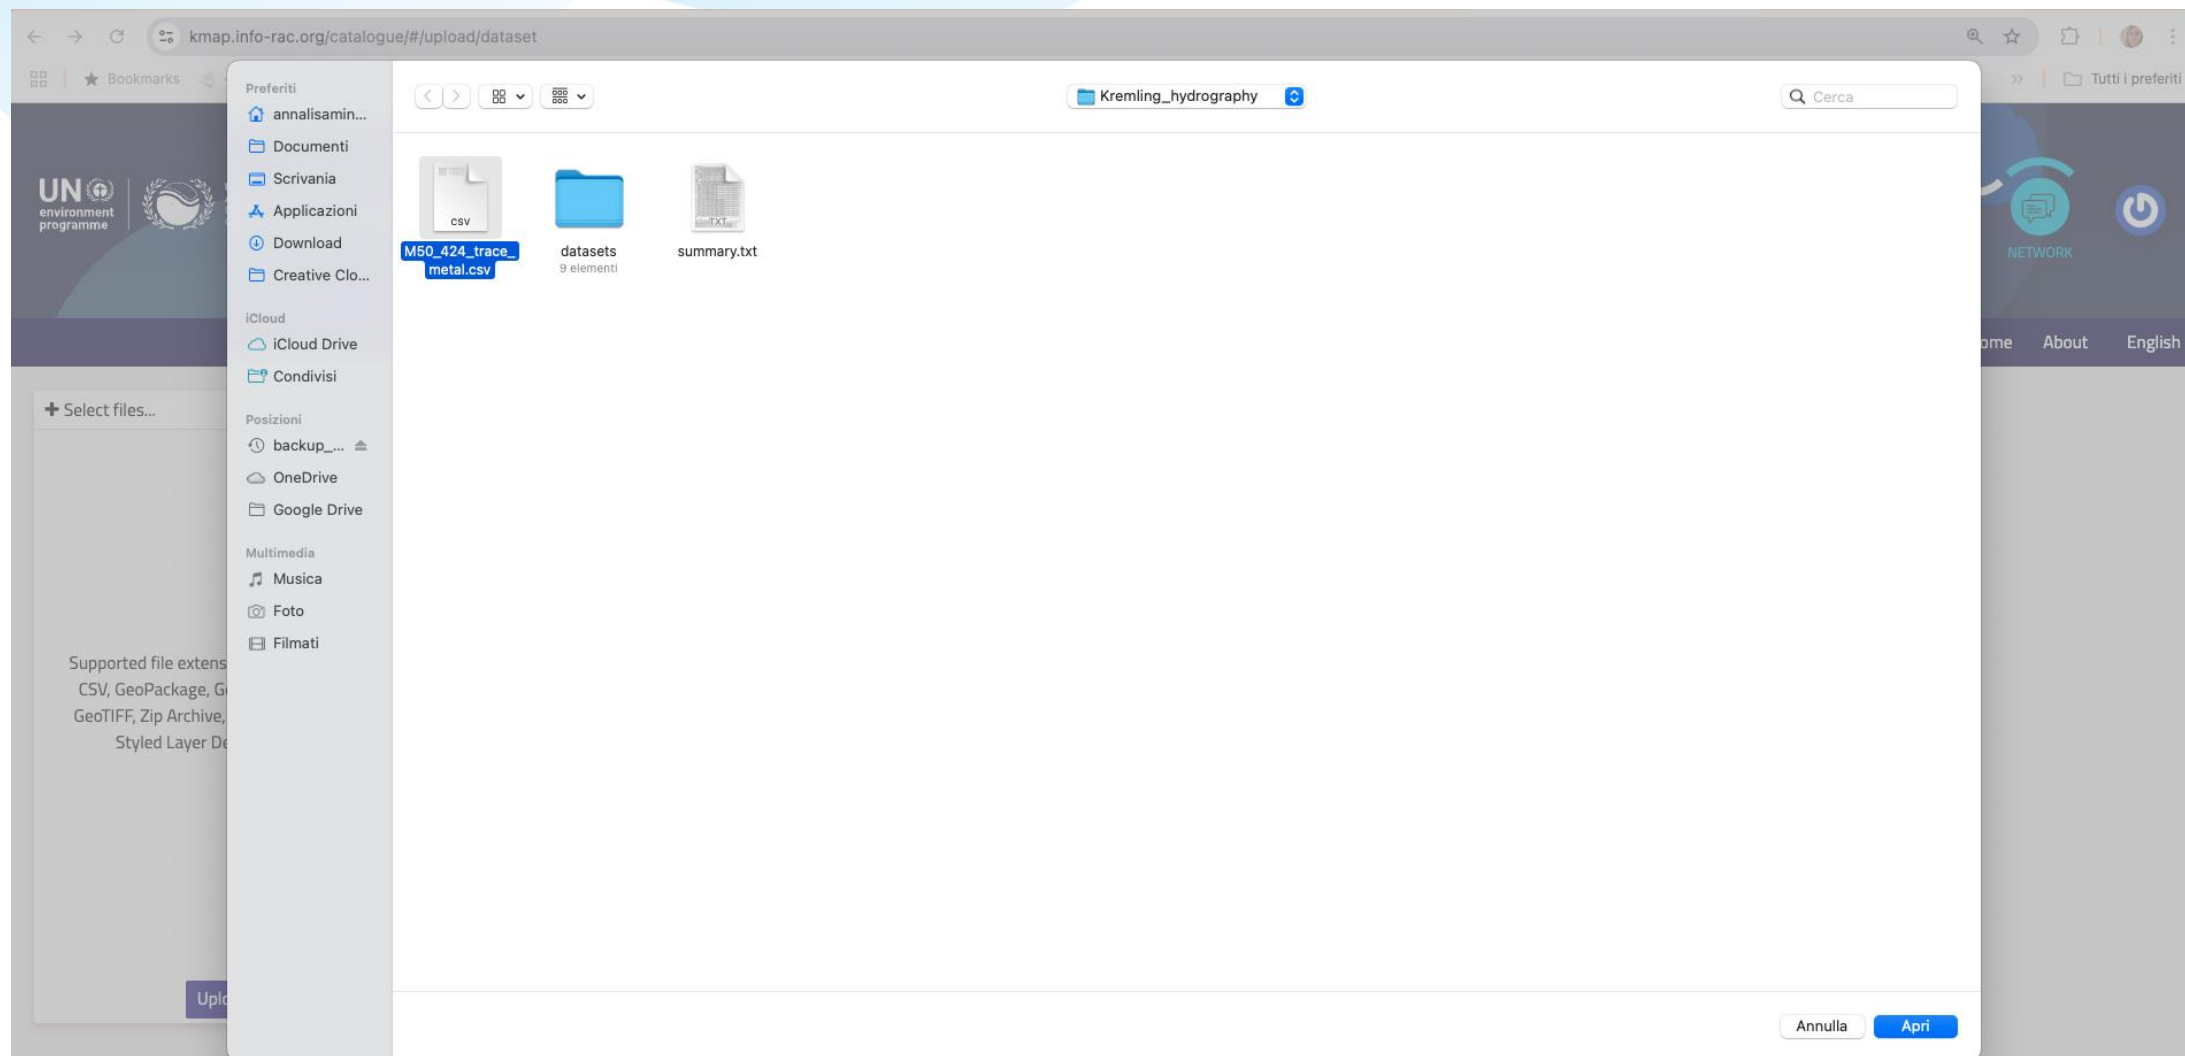 kmap.info-rac.org/catalogue/#/upload/dataset
Bookmarks
Tutti i preferiti
UN
environment
programme
NETWORK
ome About English
Select files...
Supported file extens
CSV, GeoPackage, G
GeoTIFF, Zip Archive,
Styled Layer De
Uplo
Preferiti
annalisamin...
Documenti
Scrivania
Applicazioni
Download
Creative Clo...
iCloud
iCloud Drive
Condivisi
Posizioni
backup_...
OneDrive
Google Drive
Multimedia
Musica
Foto
Filmati
Kremling_hydrography
Cerca
CSV
M50_424_trace_
metal.csv
datasets
9 elementi
TXT
summary.txt
Annulla Apri